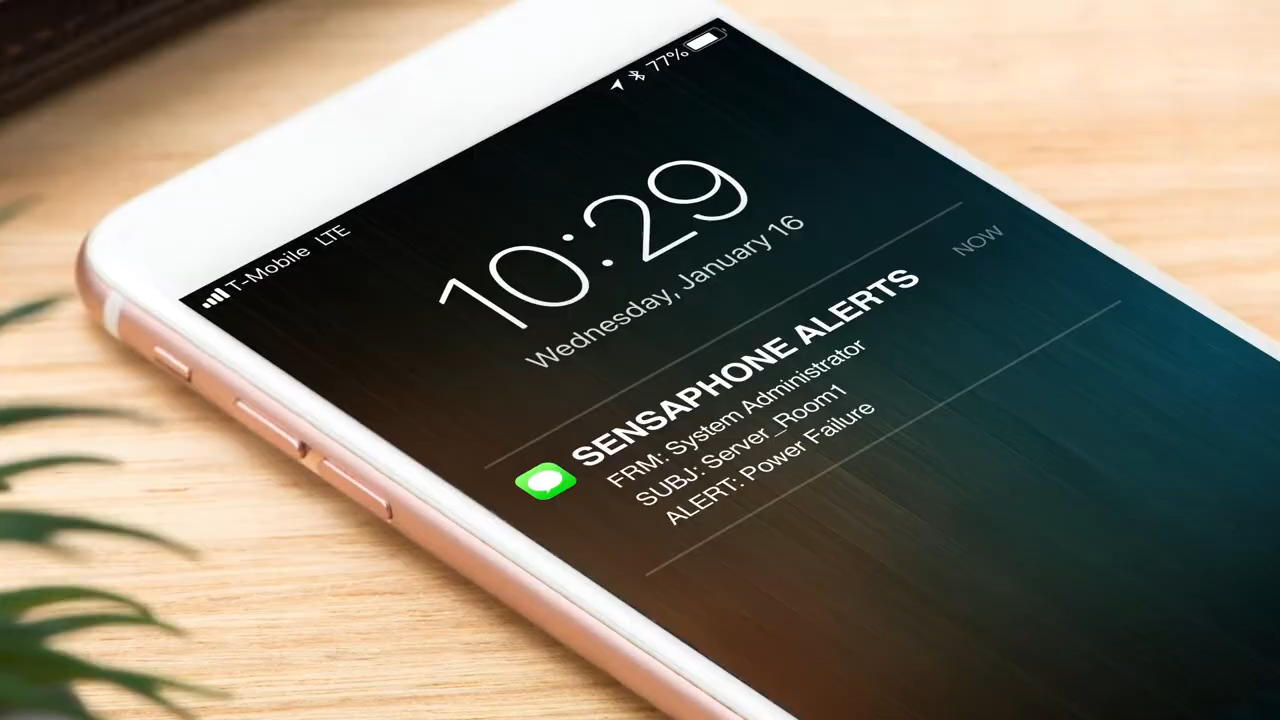 T-Mobile LTE
77%
10:29
Wednesday, January 16
SENSAPHONE ALERTS
NOW
FRM: System Administrator
SUBJ: Server_Room1
ALERT: Power Failure